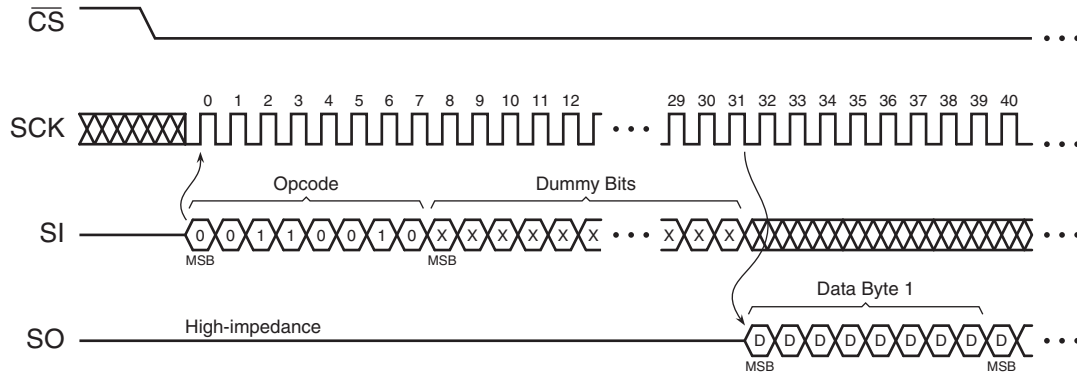 CS
SCK
0 1 2 3 4 5 6 7 8 9 10 11 12 29 30 31 32 33 34 35 36 37 38 39 40
Opcode Dummy Bits
SI
0 0 1 1 0 0 1 0 X X X X X X X X X
MSB MSB
Data Byte 1
High-impedance
SO
D D D D D D D D D
MSB MSB